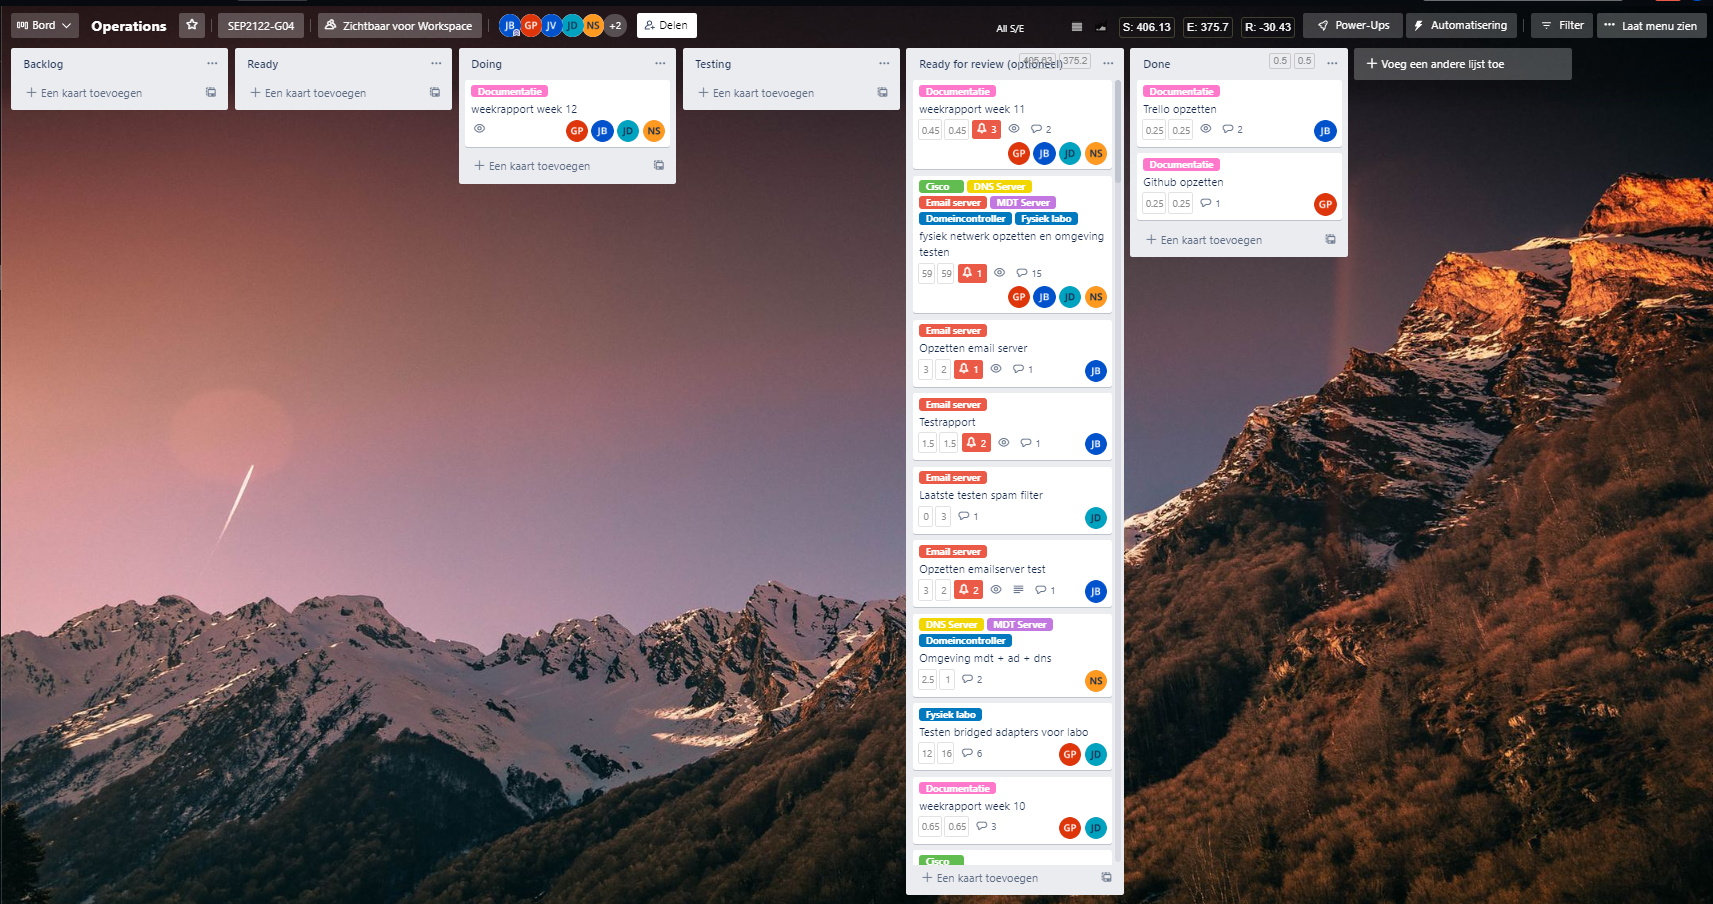 Bord
Operations
SEP2122-G04
Zichtbaar voor Workspace
JB GP JV JD NS +2
Delen
All S/E
S: 406.13
E: 375.7
R: -30.43
Power-Ups
Automatisering
Filter
Laat menu zien
Backlog
Een kaart toevoegen
Ready
Een kaart toevoegen
Doing
Documentatie
weekrapport week 12
GP JB JD NS
Een kaart toevoegen
Testing
Een kaart toevoegen
Ready for review (optioneel)
405.63 375.2
Documentatie
weekrapport week 11
0.45 0.45 3 2
GP JB JD NS
Cisco DNS Server
Email server MDT Server
Domeincontroller Fysiek labo
fysiek netwerk opzetten en omgeving
testen
59 59 1 15
GP JB JD NS
Email server
Opzetten email server
3 2 1 1
JB
Email server
Testrapport
1.5 1.5 2 1
JB
Email server
Laatste testen spam filter
0 3 1
JD
Email server
Opzetten emailserver test
3 2 2 1
JB
DNS Server MDT Server
Domeincontroller
Omgeving mdt + ad + dns
2.5 1 2
NS
Fysiek labo
Testen bridged adapters voor labo
12 16 6
GP JD
Documentatie
weekrapport week 10
0.65 0.65 3
GP JD
Cisco
Een kaart toevoegen
Done
0.5 0.5
Documentatie
Trello opzetten
0.25 0.25 2
JB
Documentatie
Github opzetten
0.25 0.25 1
GP
Een kaart toevoegen
Voeg een andere lijst toe